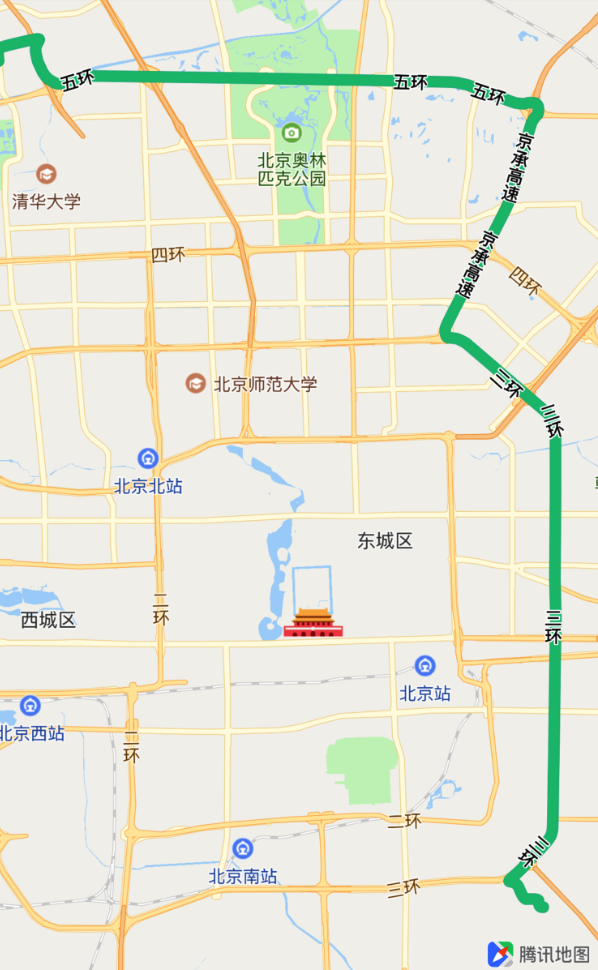 五环
五环
五环
京承高速
北京奥林
匹克公园
清华大学
京承高速
四环
四环
三环
北京师范大学
三环
北京北站
东城区
二环
西城区
三环
北京站
北京西站
二环
二环
三环
北京南站
三环
腾讯地图